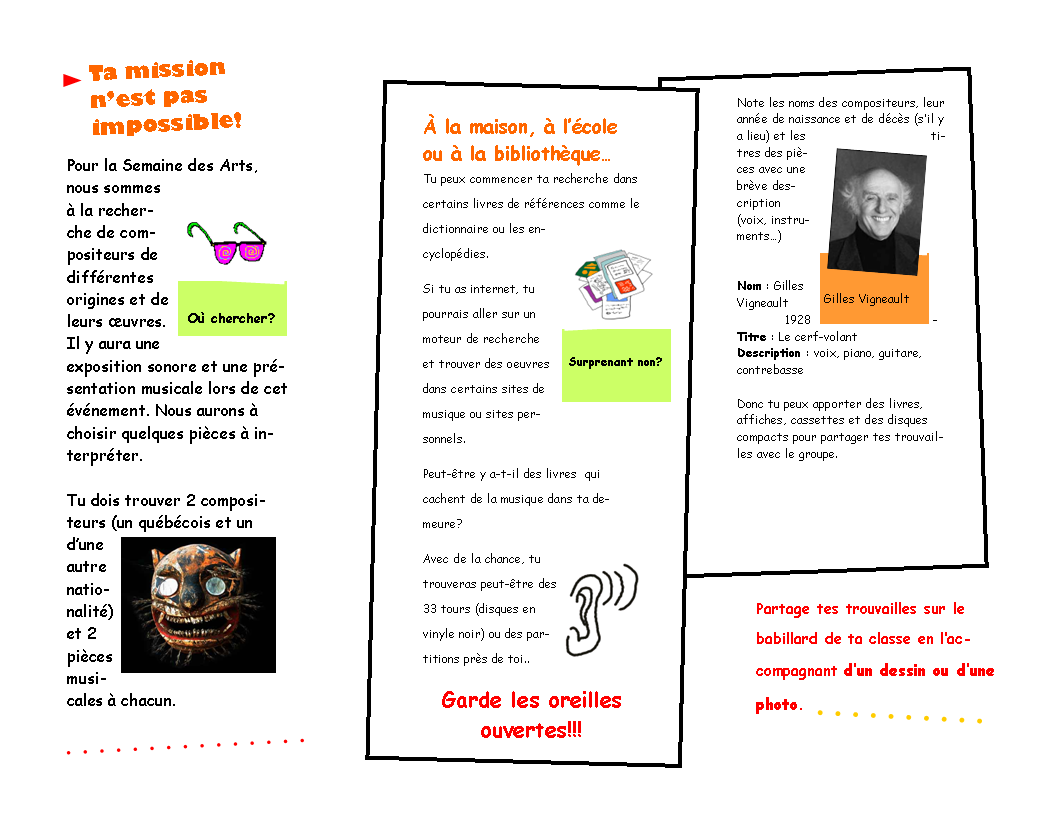 Ta mission
n'est pas
impossible!
Pour la Semaine des Arts,
nous sommes
à la recher-
che de com-
positeurs de
différentes
origines et de
leurs œuvres.
Il y aura une
exposition sonore et une pré-
sentation musicale lors de cet
événement. Nous aurons à
choisir quelques pièces à in-
terpréter.
Où chercher?
Tu dois trouver 2 composi-
teurs (un québécois et un
d'une
autre
natio-
nalité)
et 2
pièces
musi-
cales à chacun.
À la maison, à l'école
ou à la bibliothèque…
Tu peux commencer ta recherche dans
certains livres de références comme le
dictionnaire ou les en-
cyclopédies.
Si tu as internet, tu
pourrais aller sur un
moteur de recherche
et trouver des oeuvres
dans certains sites de
musique ou sites per-
sonnels.
Surprenant non?
Peut-être y a-t-il des livres  qui
cachent de la musique dans ta de-
meure?
Avec de la chance, tu
trouveras peut-être des
33 tours (disques en
vinyle noir) ou des par-
titions près de toi..
Garde les oreilles
ouvertes!!!
Note les noms des compositeurs, leur
année de naissance et de décès (s'il y
a lieu) et les ti-
tres des piè-
ces avec une
brève des-
cription
(voix, instru-
ments…)
Gilles Vigneault
Nom : Gilles
Vigneault
1928 -
Titre : Le cerf-volant
Description : voix, piano, guitare,
contrebasse
Donc tu peux apporter des livres,
affiches, cassettes et des disques
compacts pour partager tes trouvail-
les avec le groupe.
Partage tes trouvailles sur le
babillard de ta classe en l'ac-
compagnant d'un dessin ou d'une
photo.